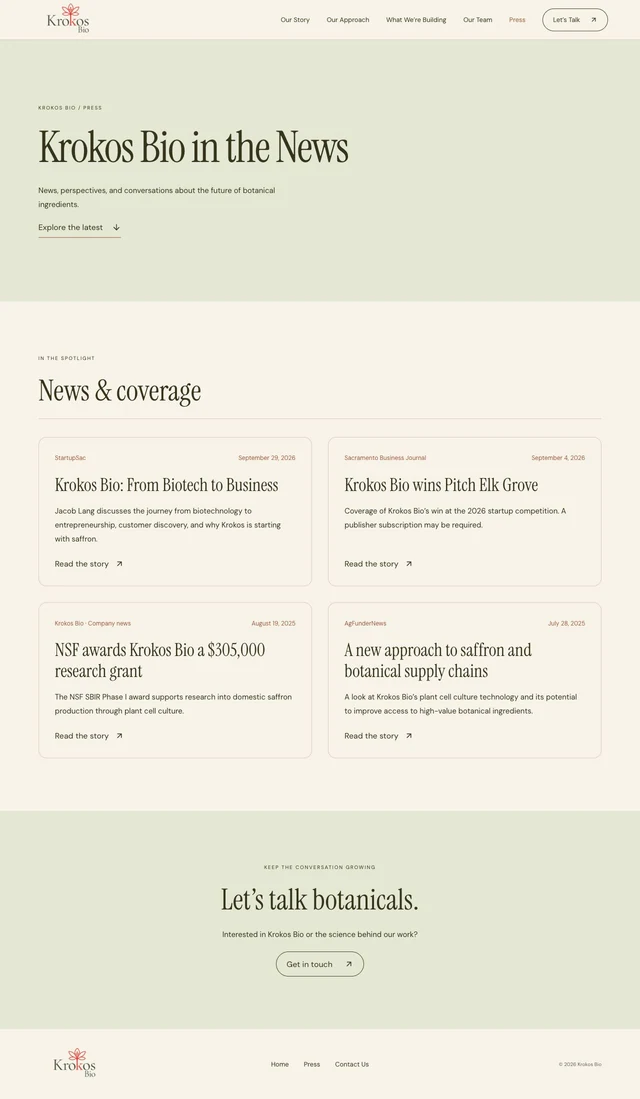 Krokos
Bio
Our Story
Our Approach
What We're Building
Our Team
Press
Let's Talk
KROKOS BIO / PRESS
Krokos Bio in the News
News, perspectives, and conversations about the future of botanical
ingredients.
Explore the latest
IN THE SPOTLIGHT
News & coverage
StartupSac
September 29, 2026
Krokos Bio: From Biotech to Business
Jacob Lang discusses the journey from biotechnology to
entrepreneurship, customer discovery, and why Krokos is starting
with saffron.
Read the story
Sacramento Business Journal
September 4, 2026
Krokos Bio wins Pitch Elk Grove
Coverage of Krokos Bio's win at the 2026 startup competition. A
publisher subscription may be required.
Read the story
Krokos Bio · Company news
August 19, 2025
NSF awards Krokos Bio a $305,000
research grant
The NSF SBIR Phase I award supports research into domestic saffron
production through plant cell culture.
Read the story
AgFunderNews
July 28, 2025
A new approach to saffron and
botanical supply chains
A look at Krokos Bio's plant cell culture technology and its potential
to improve access to high-value botanical ingredients.
Read the story
KEEP THE CONVERSATION GROWING
Let's talk botanicals.
Interested in Krokos Bio or the science behind our work?
Get in touch
Krokos
Bio
Home
Press
Contact Us
© 2026 Krokos Bio